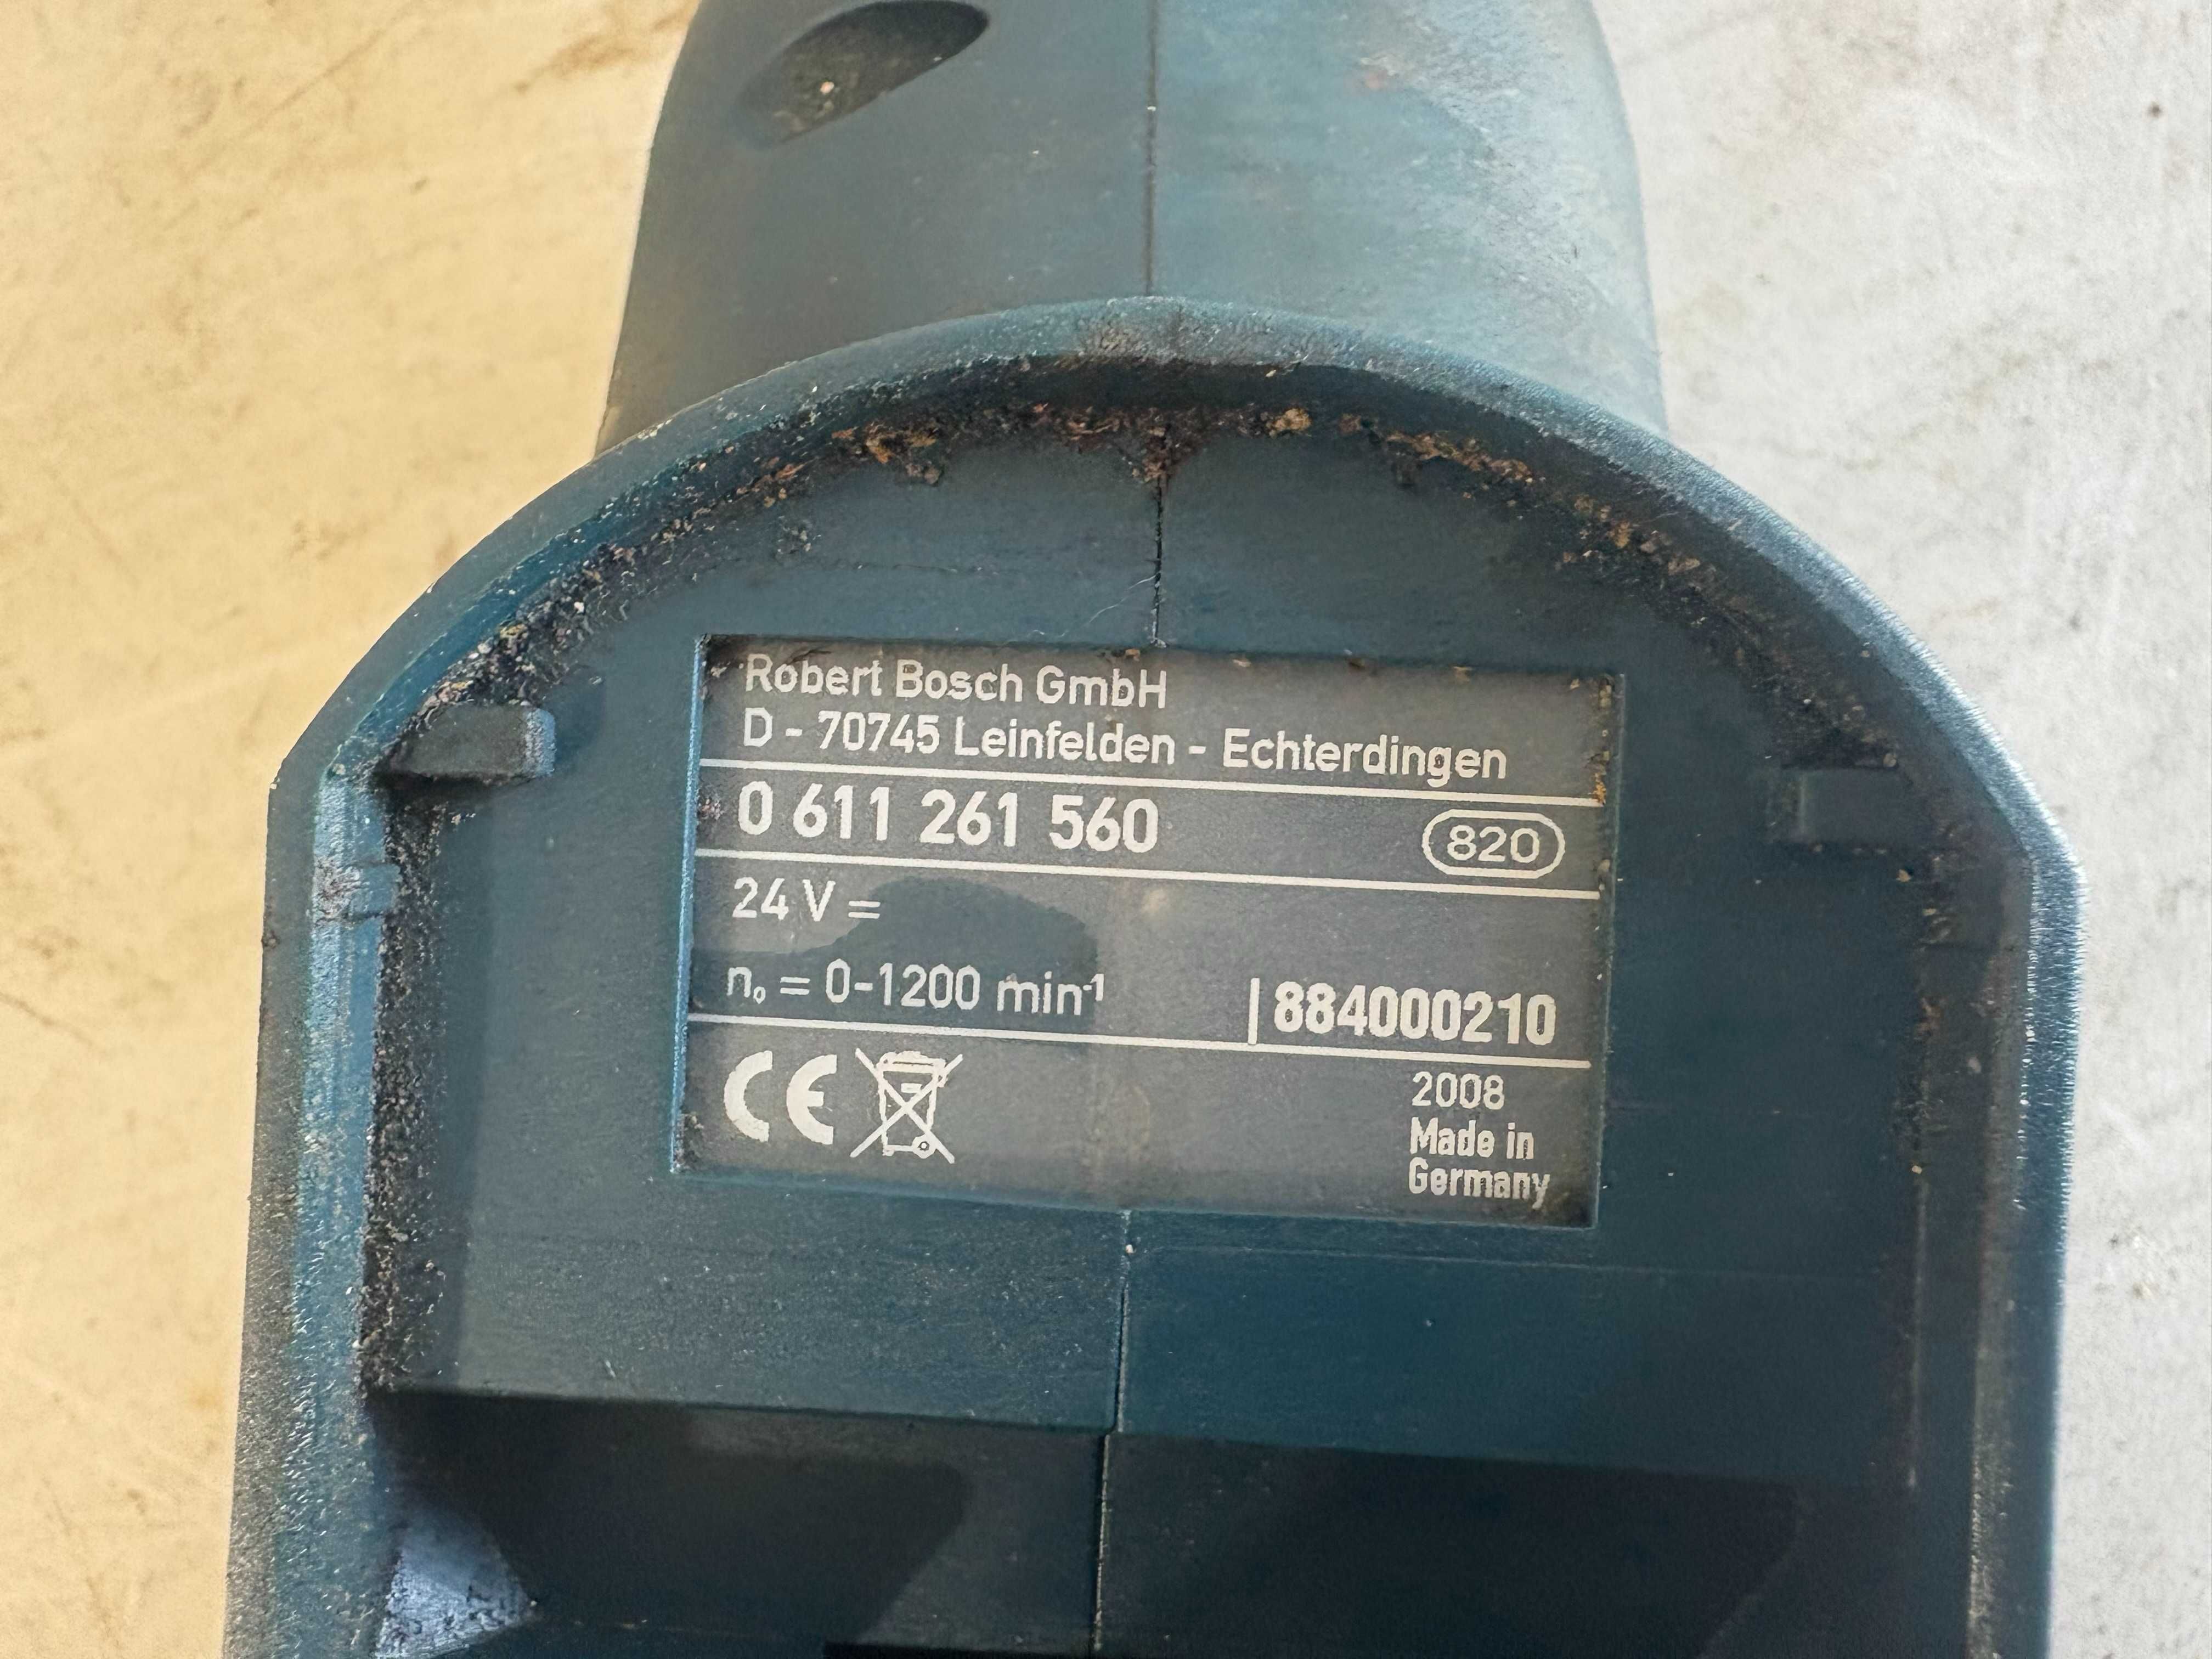 Robert Bosch GmbH
D - 70745 Leinfelden - Echterdingen
0 611 261 560 820
24 V =
n₀ = 0-1200 min⁻¹ 884000210
CE 2008
Made in
Germany